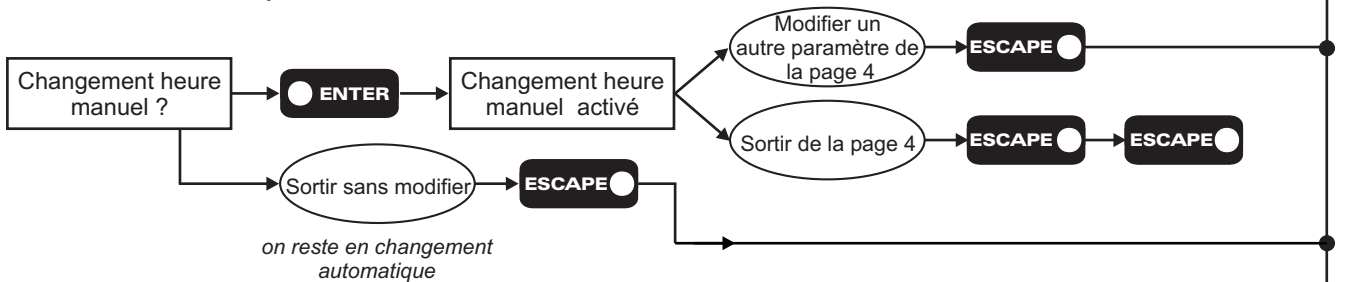 Modifier un
autre paramètre de
la page 4
ESCAPE
Changement heure
manuel ?
ENTER
Changement heure
manuel activé
Sortir de la page 4
ESCAPE
ESCAPE
Sortir sans modifier
ESCAPE
on reste en changement
automatique